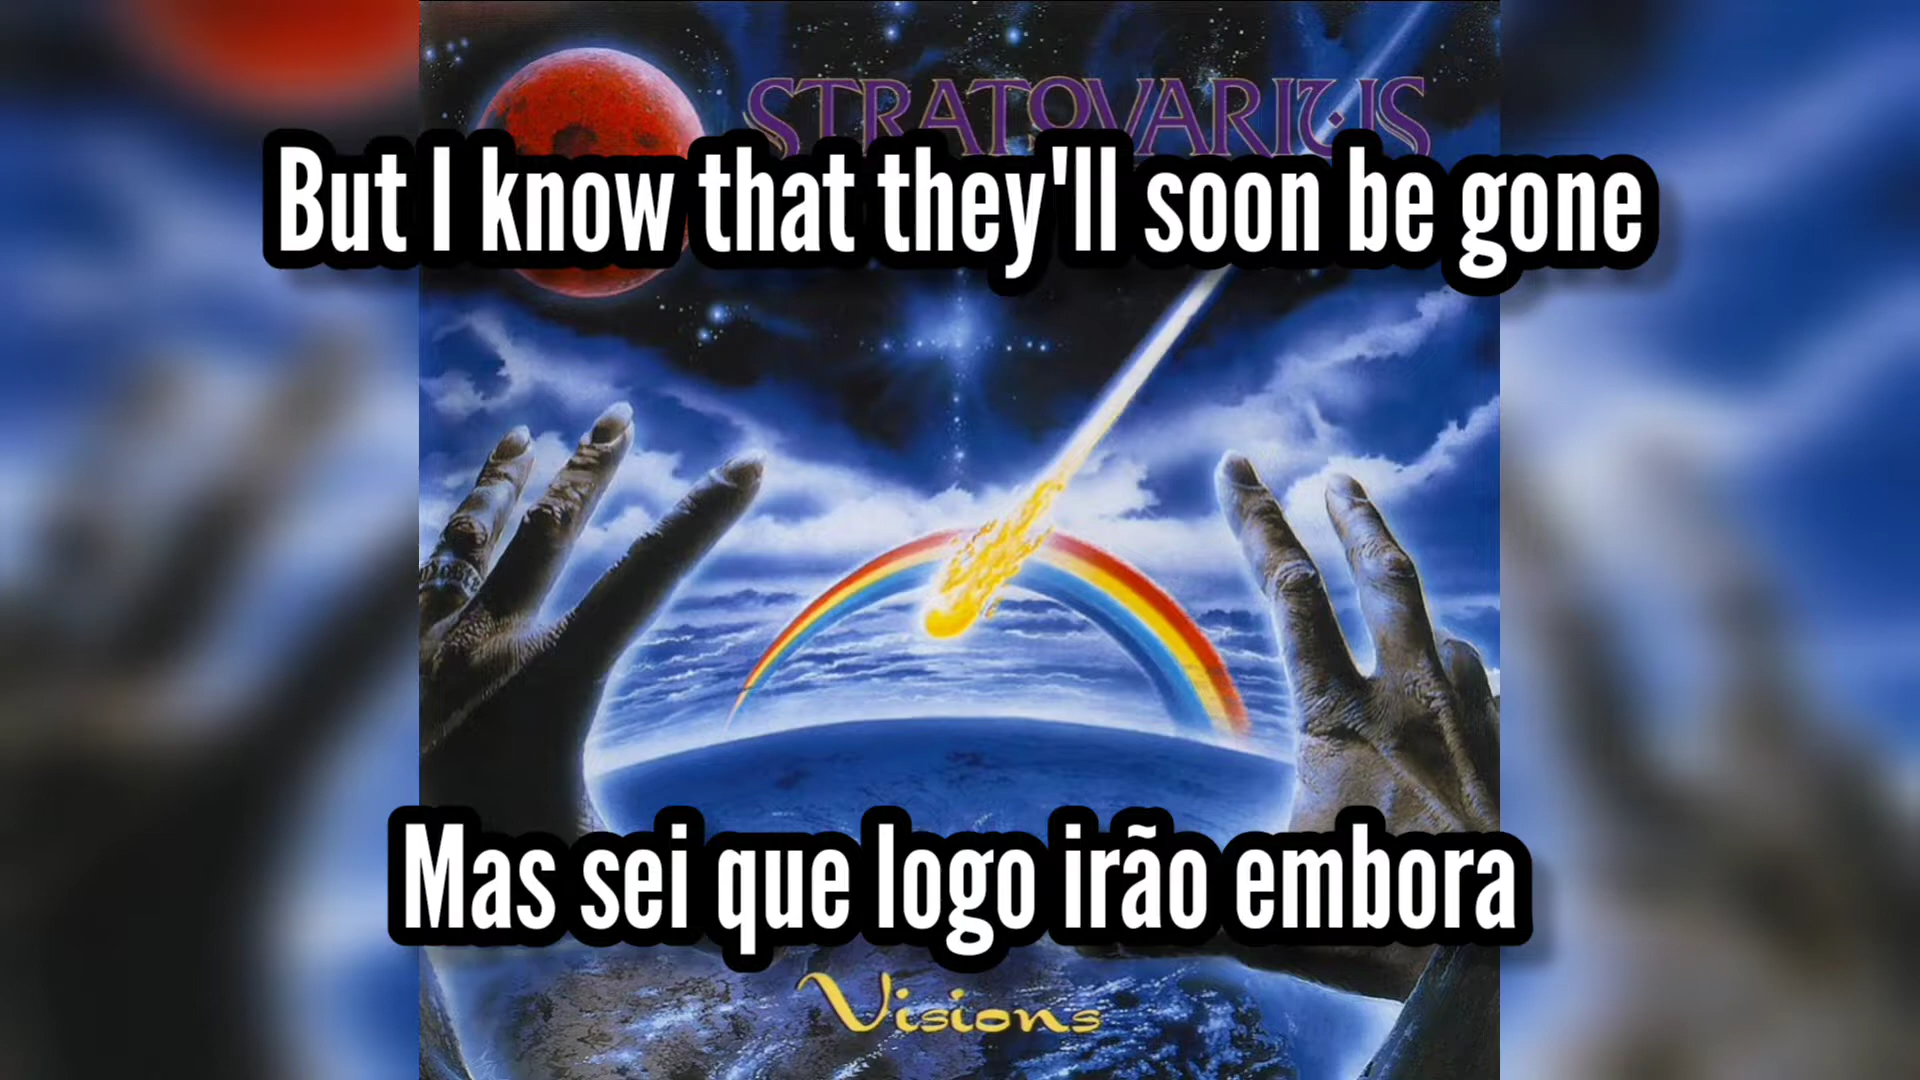 STRATOVARIUS
But I know that they'll soon be gone
Mas sei que logo irão embora
Visions